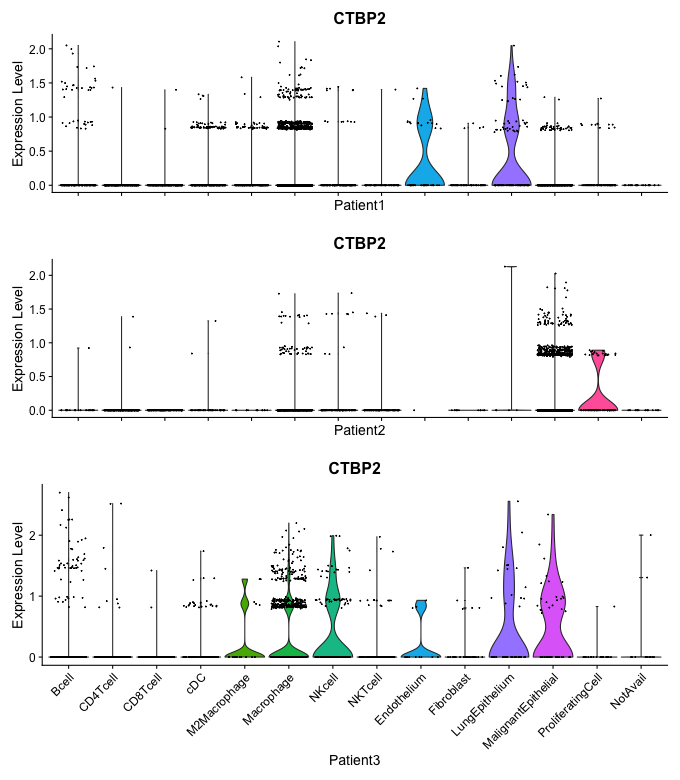 CTBP2
Expression Level
2.0
1.5
1.0
0.5
0.0
Patient1
CTBP2
Expression Level
2.0
1.5
1.0
0.5
0.0
Patient2
CTBP2
Expression Level
2
1
0
Bcell
CD4Tcell
CD8Tcell
cDC
M2Macrophage
Macrophage
NKcell
NKTcell
Endothelium
Fibroblast
LungEpithelium
MalignantEpithelial
ProliferatingCell
NotAvail
Patient3